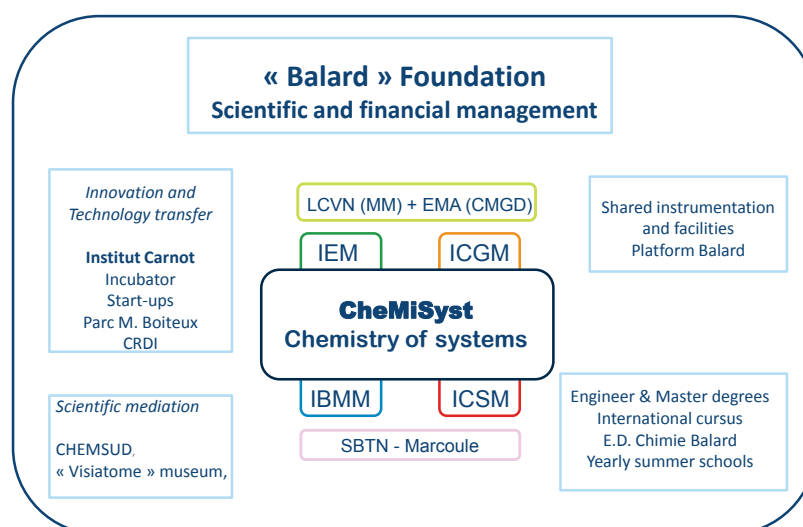 « Balard » Foundation
Scientific and financial management
Innovation and
Technology transfer
Institut Carnot
Incubator
Start-ups
Parc M. Boiteux
CRDI
LCVN (MM) + EMA (CMGD)
IEM
ICGM
CheMiSyst
Chemistry of systems
IBMM
ICSM
SBTN - Marcoule
Shared instrumentation
and facilities
Platform Balard
Scientific mediation
CHEMSUD,
« Visiatome » museum,
Engineer & Master degrees
International cursus
E.D. Chimie Balard
Yearly summer schools